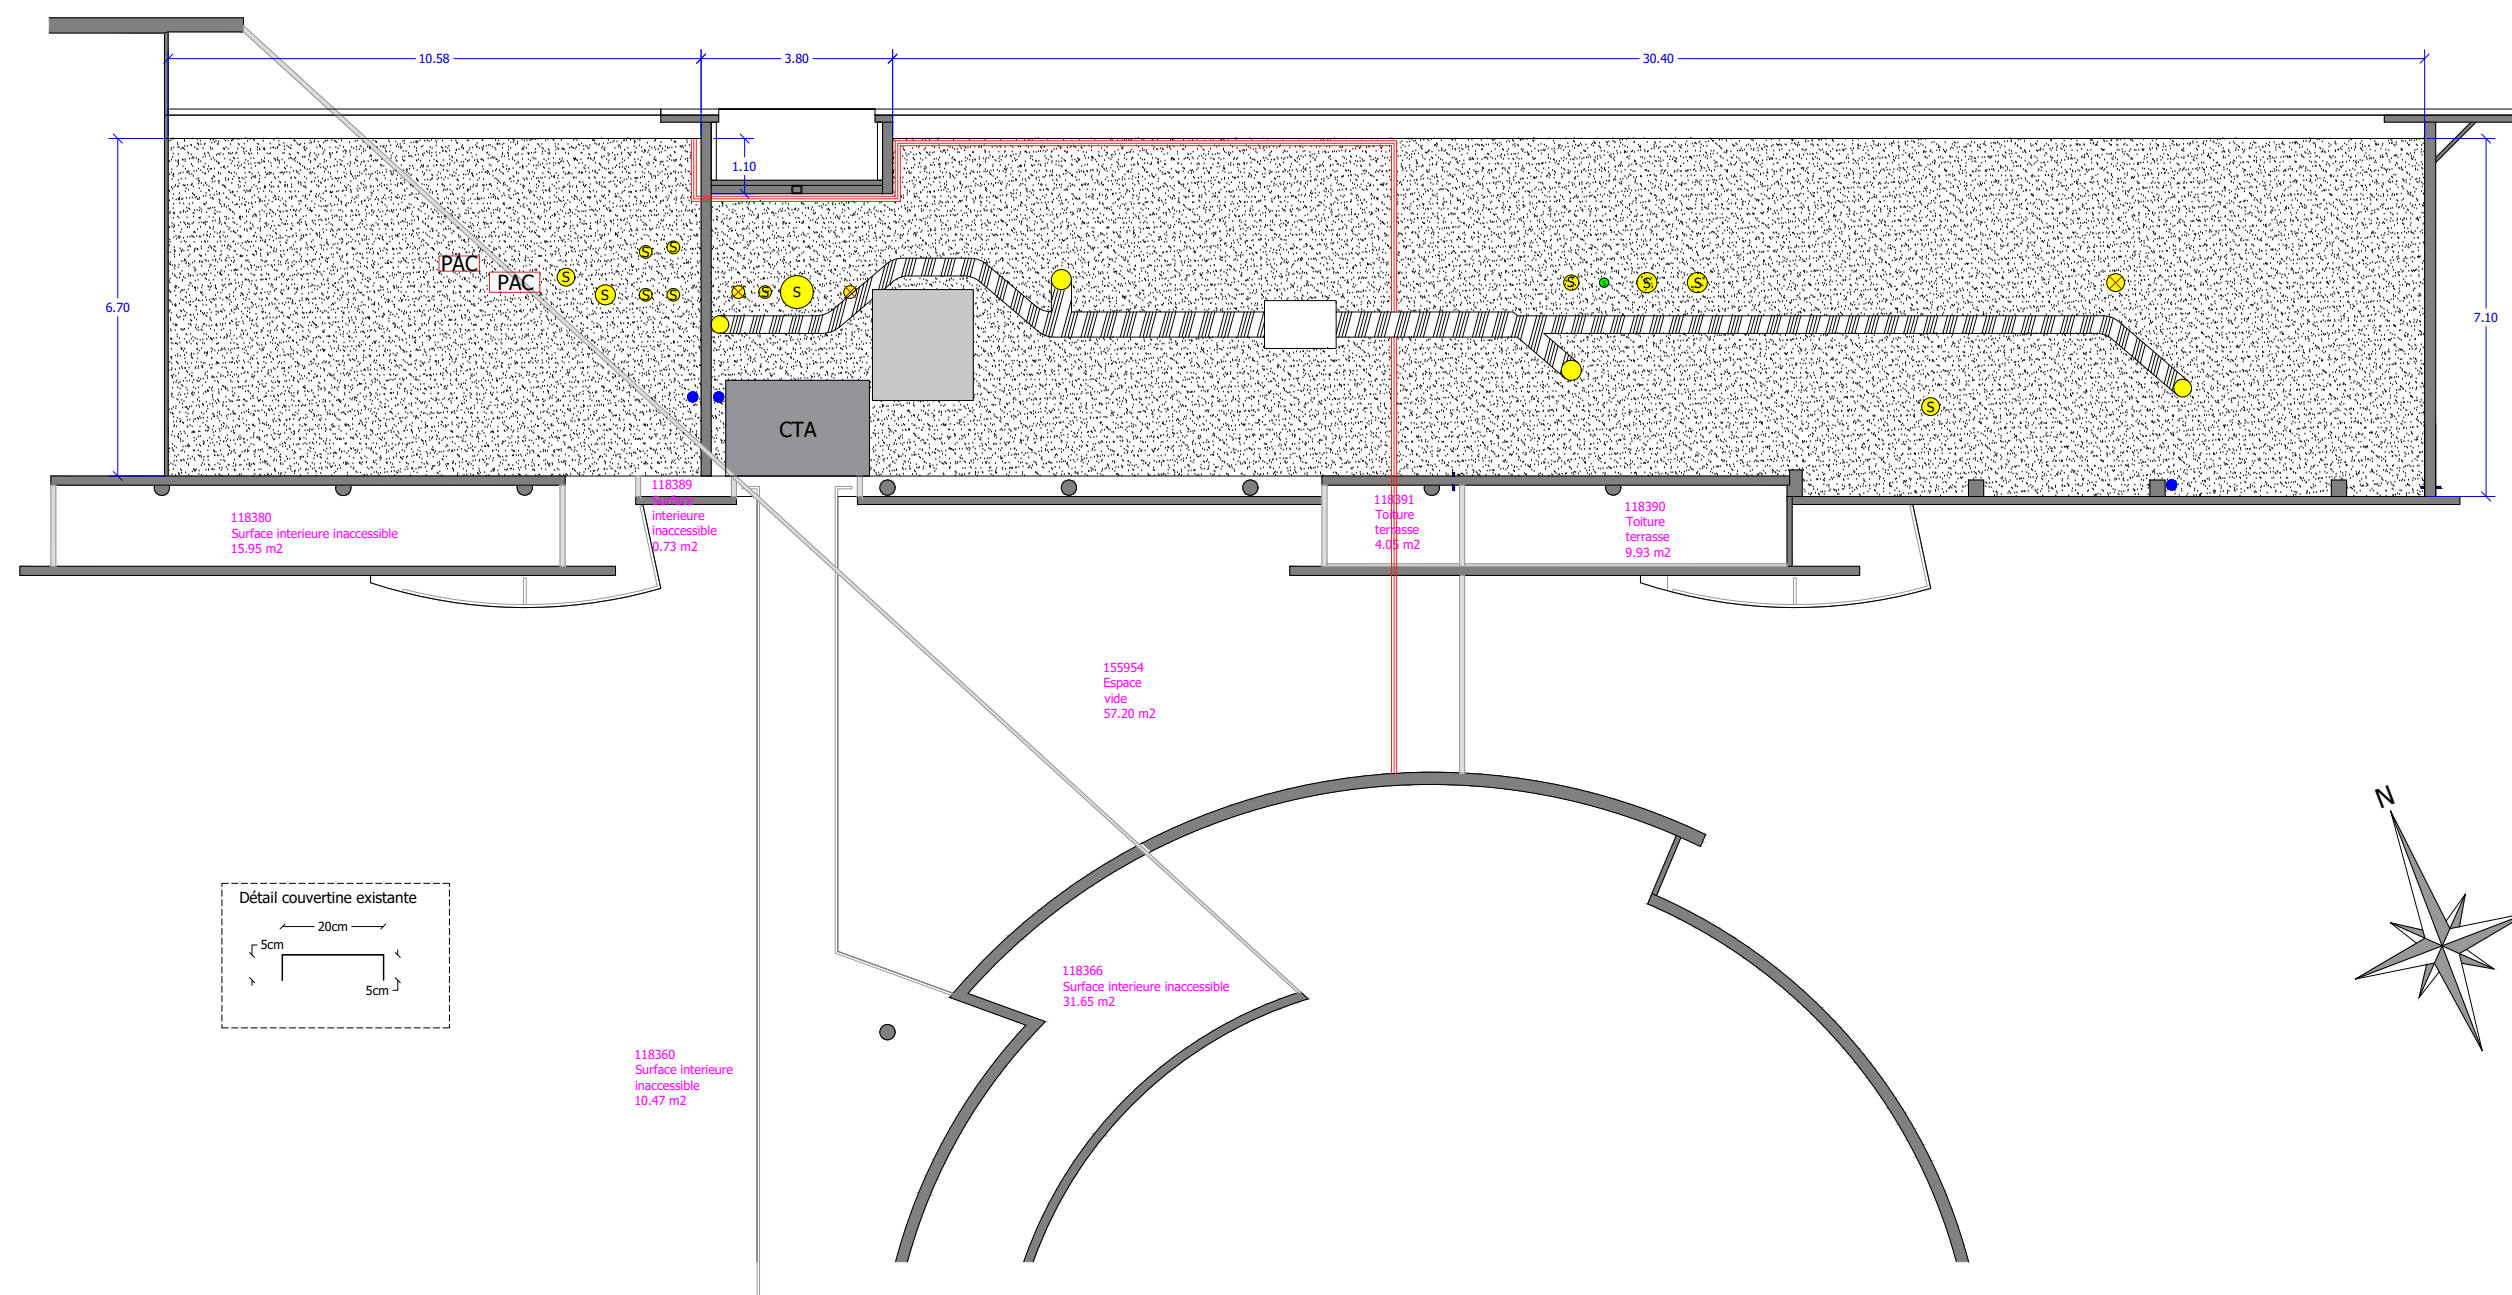 10.58
3.80
30.40
1.10
6.70
7.10
PAC
PAC
S
S
S
S
S
S
S
S
S
S
S
S
CTA
118389
Surface
interieure
inaccessible
0.73 m2
118380
Surface interieure inaccessible
15.95 m2
118391
Toiture
terrasse
4.05 m2
118390
Toiture
terrasse
9.93 m2
155954
Espace
vide
57.20 m2
N
Détail couvertine existante
20cm
5cm
5cm
118366
Surface interieure inaccessible
31.65 m2
118360
Surface interieure
inaccessible
10.47 m2